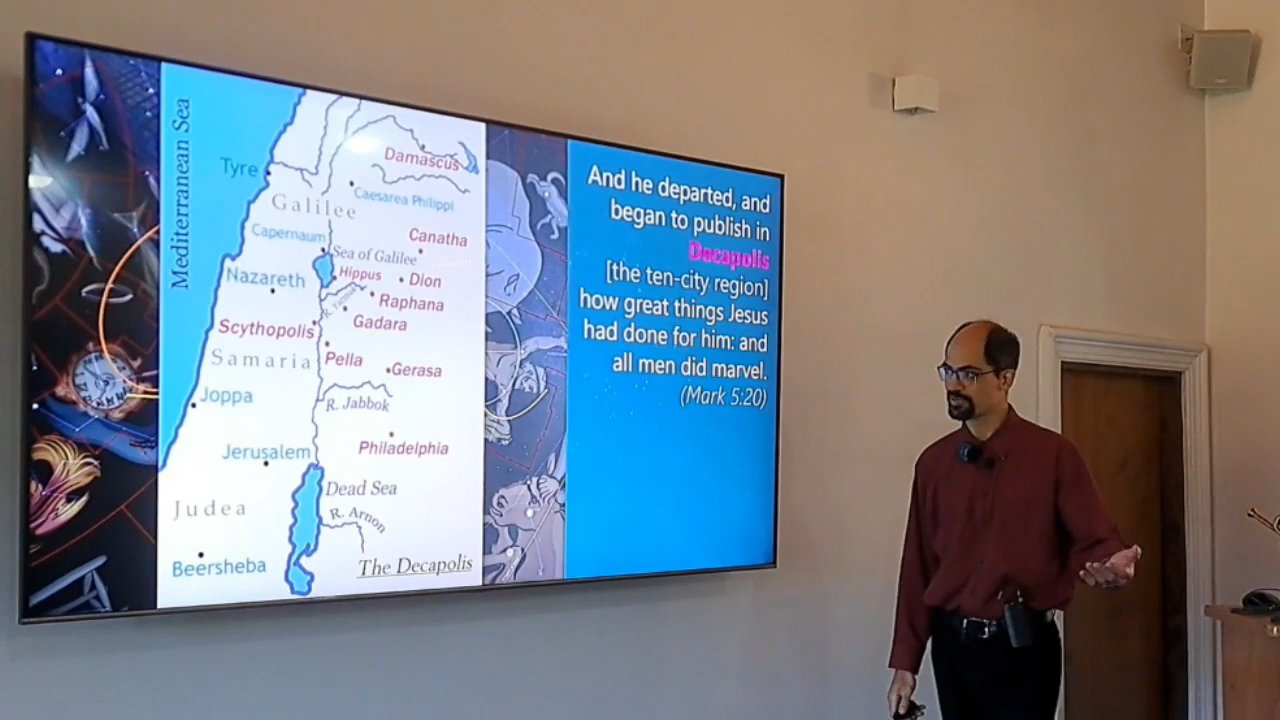 Mediterranean Sea
Tyre
Damascus
Caesarea Philippi
Galilee
Capernaum
Canatha
Sea of Galilee
Nazareth
Hippus
Dion
Raphana
R. Yarmuk
Gadara
Scythopolis
Samaria
Pella
Gerasa
Joppa
R. Jabbok
Jerusalem
Philadelphia
Dead Sea
Judea
R. Arnon
Beersheba
The Decapolis
And he departed, and
began to publish in
Decapolis
[the ten-city region]
how great things Jesus
had done for him: and
all men did marvel.
(Mark 5:20)